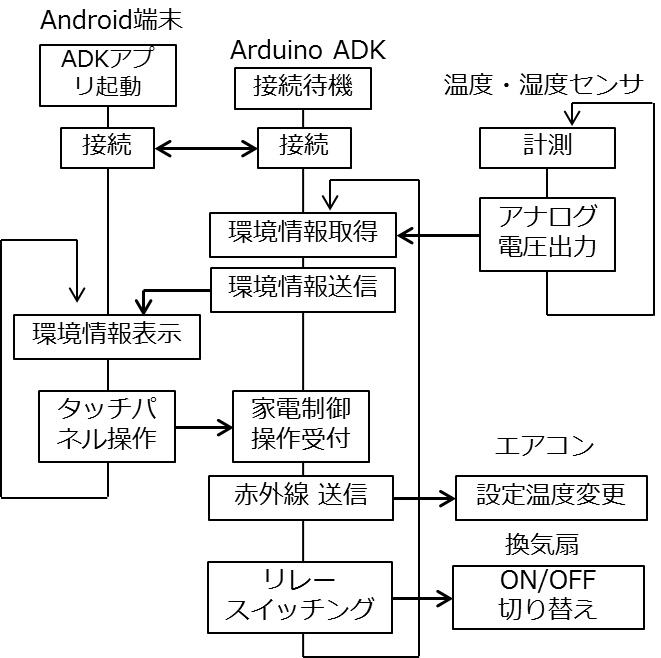 Android端末
ADKアプ
リ起動
接続
環境情報表示
タッチパ
ネル操作
Arduino ADK
接続待機
接続
環境情報取得
環境情報送信
家電制御
操作受付
赤外線 送信
リレー
スイッチング
温度・湿度センサ
計測
アナログ
電圧出力
エアコン
設定温度変更
換気扇
ON/OFF
切り替え